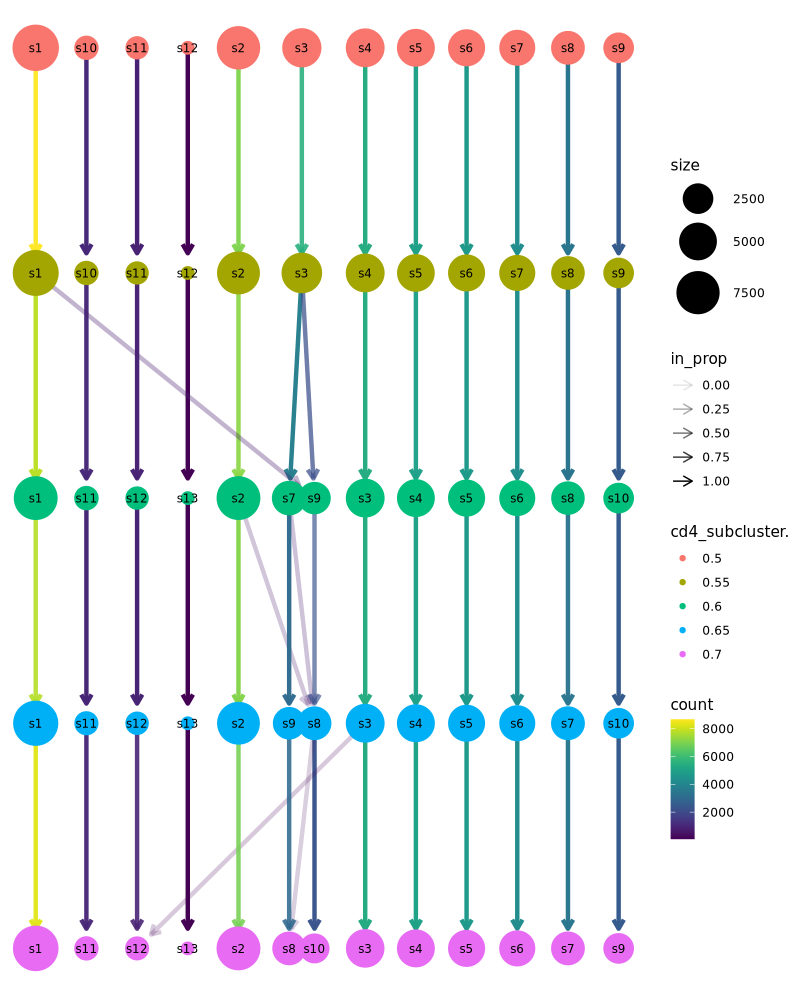 s1 s10 s11 s12 s2 s3 s4 s5 s6 s7 s8 s9
s1 s10 s11 s12 s2 s3 s4 s5 s6 s7 s8 s9
s1 s11 s12 s13 s2 s7 s9 s3 s4 s5 s6 s8 s10
s1 s11 s12 s13 s2 s9 s8 s3 s4 s5 s6 s7 s10
s1 s11 s12 s13 s2 s8 s10 s3 s4 s5 s6 s7 s9
size
2500
5000
7500
in_prop
0.00
0.25
0.50
0.75
1.00
cd4_subcluster.
0.5
0.55
0.6
0.65
0.7
count
8000
6000
4000
2000